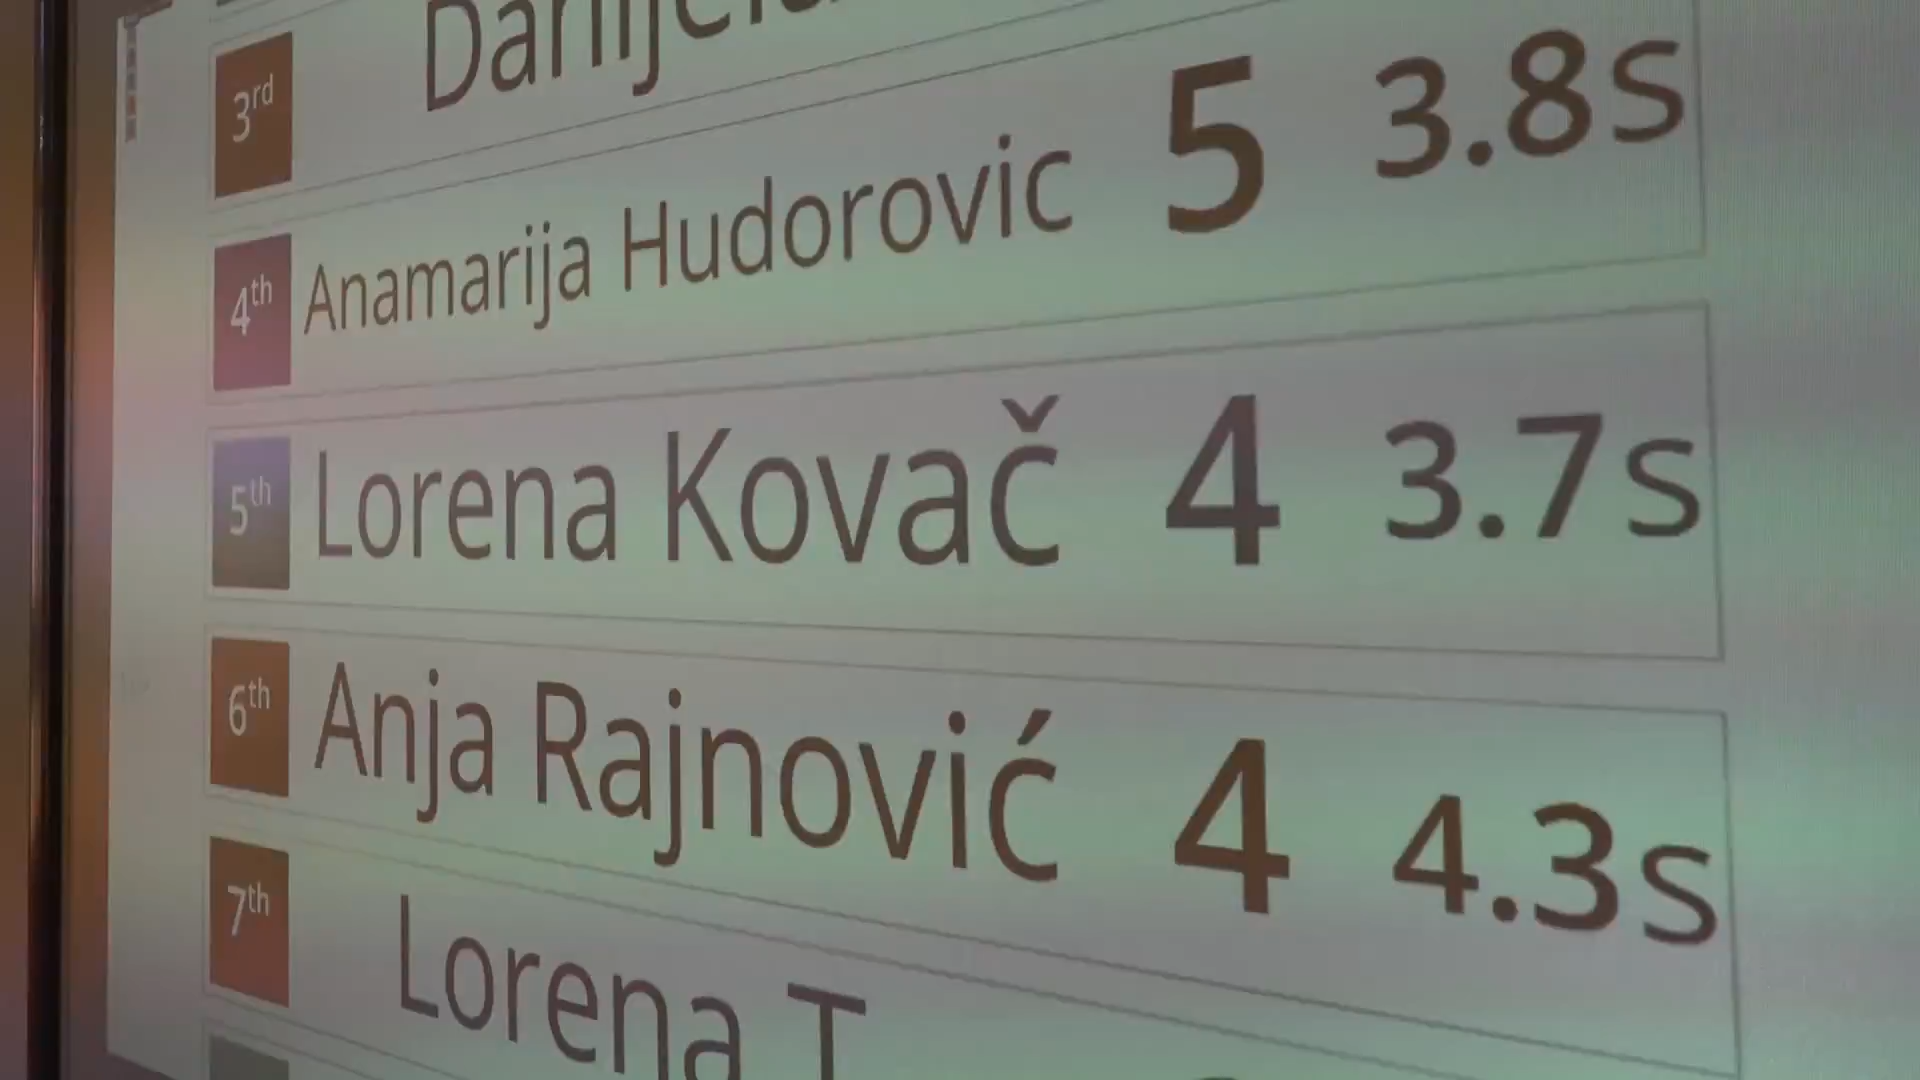 3rd
4th Anamarija Hudorovic 5 3.8s
5th Lorena Kovač 4 3.7s
6th Anja Rajnović 4 4.3s
7th Lorena T